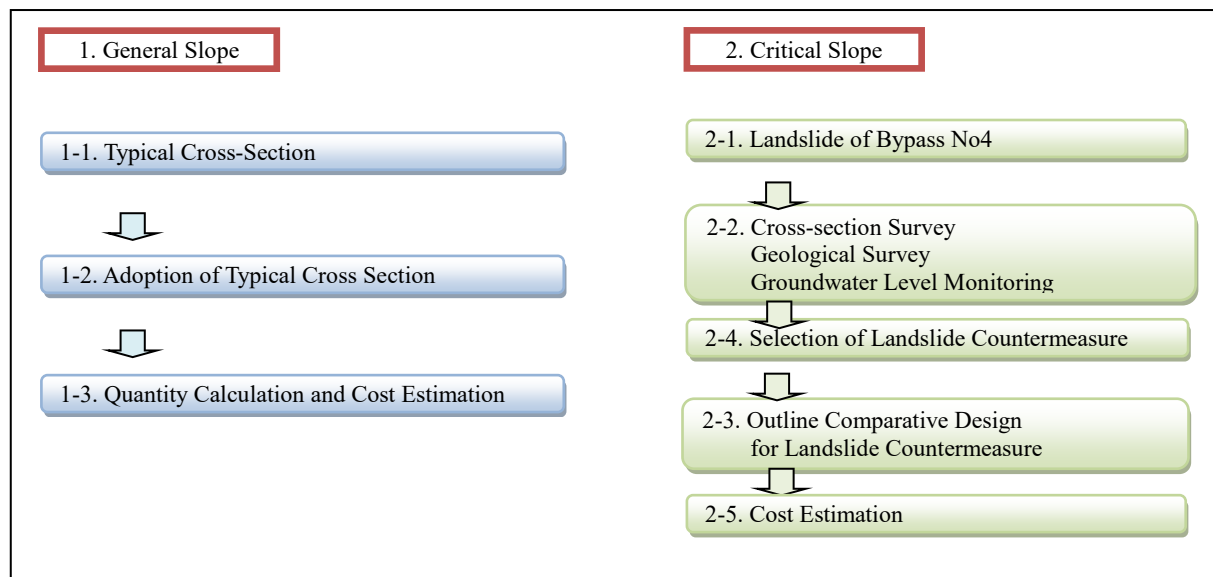 1. General Slope
1-1. Typical Cross-Section
1-2. Adoption of Typical Cross Section
1-3. Quantity Calculation and Cost Estimation
2. Critical Slope
2-1. Landslide of Bypass No4
2-2. Cross-section Survey
Geological Survey
Groundwater Level Monitoring
2-4. Selection of Landslide Countermeasure
2-3. Outline Comparative Design
for Landslide Countermeasure
2-5. Cost Estimation